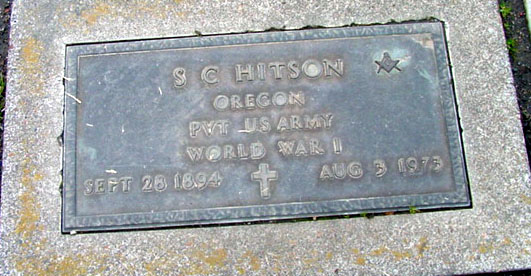 S C HITSON
OREGON
PVT US ARMY
WORLD WAR I
SEPT 28 1894 AUG 3 1973